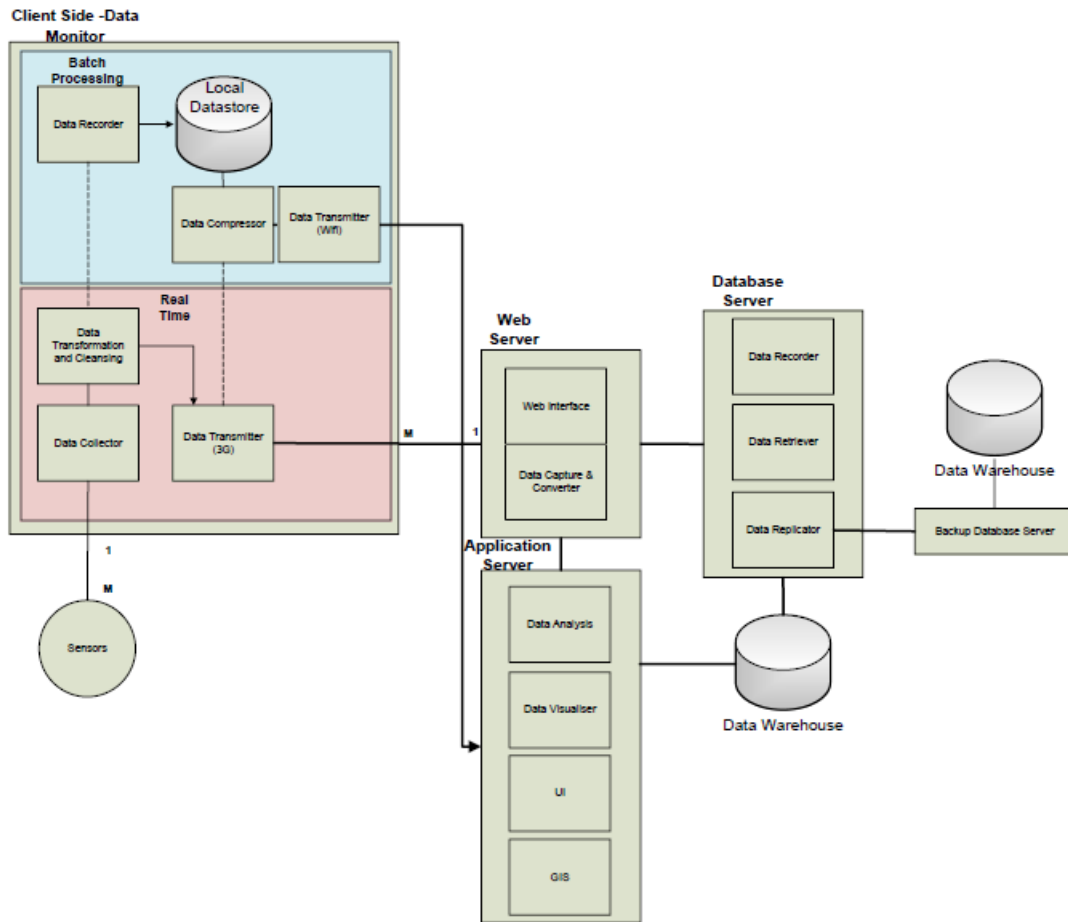 Client Side -Data
Monitor
Batch
Processing
Data Recorder
Local
Datastore
Data Compressor
Data Transmitter
(Wifi)
Real
Time
Data
Transformation
and Cleansing
Data Collector
Data Transmitter
(3G)
M
1
1
M
Sensors
Web
Server
Web Interface
Data Capture &
Converter
Application
Server
Data Analysis
Data Visualiser
UI
GIS
Database
Server
Data Recorder
Data Retriever
Data Replicator
Data Warehouse
Backup Database Server
Data Warehouse